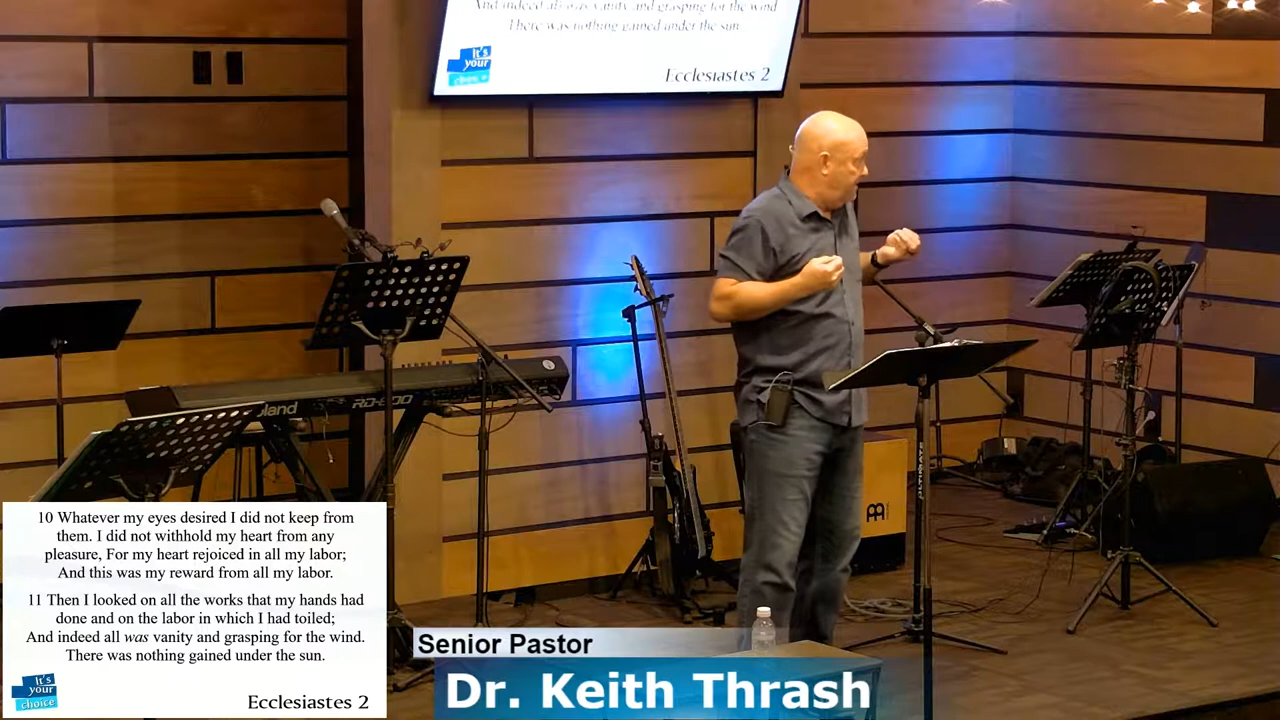 And indeed all was vanity and grasping for the wind
There was nothing gained under the sun.
It's
your
choice
Ecclesiastes 2
Roland
RD-800
10 Whatever my eyes desired I did not keep from
them. I did not withhold my heart from any
pleasure, For my heart rejoiced in all my labor;
And this was my reward from all my labor.
11 Then I looked on all the works that my hands had
done and on the labor in which I had toiled;
And indeed all was vanity and grasping for the wind.
There was nothing gained under the sun.
It's
your
choice
Ecclesiastes 2
Senior Pastor
Dr. Keith Thrash
ULTIMATE